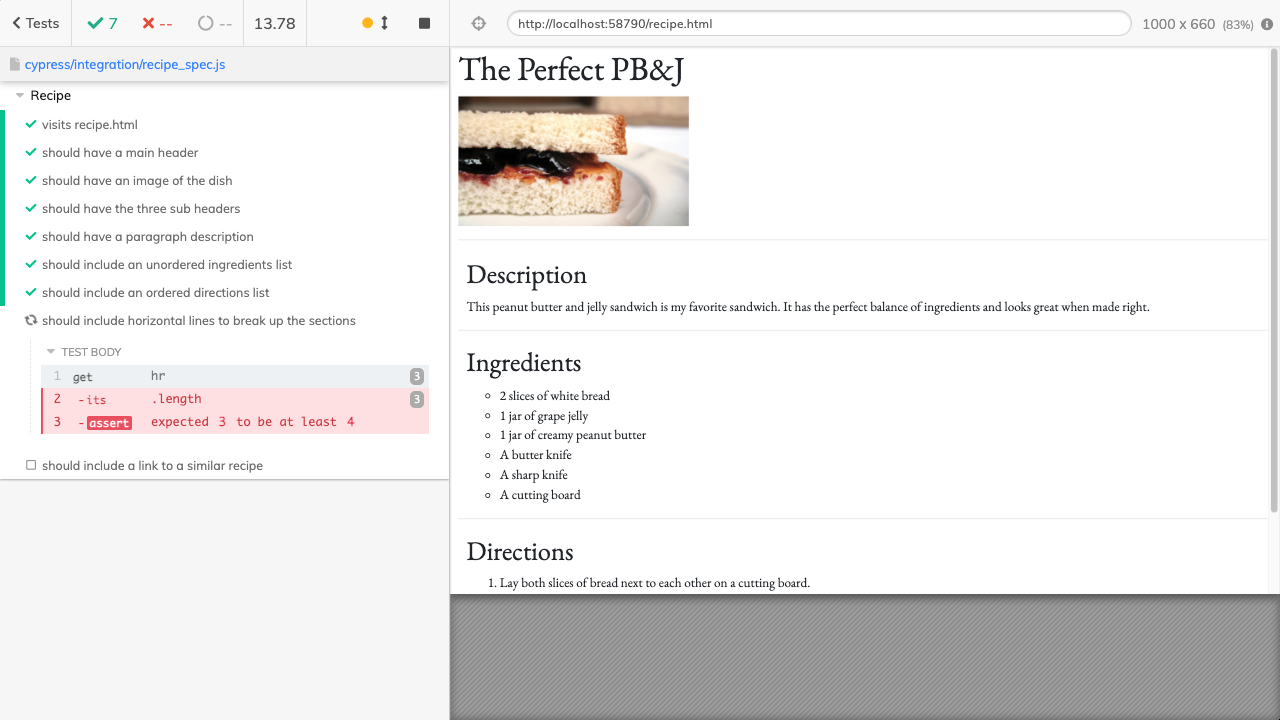 Tests
7
--
--
13.78
http://localhost:58790/recipe.html
1000 x 660 (83%)
cypress/integration/recipe_spec.js
Recipe
visits recipe.html
should have a main header
should have an image of the dish
should have the three sub headers
should have a paragraph description
should include an unordered ingredients list
should include an ordered directions list
should include horizontal lines to break up the sections
TEST BODY
1 get hr 3
2 -its .length 3
3 -assert expected 3 to be at least 4
should include a link to a similar recipe
The Perfect PB&J
Description
This peanut butter and jelly sandwich is my favorite sandwich. It has the perfect balance of ingredients and looks great when made right.
Ingredients
2 slices of white bread
1 jar of grape jelly
1 jar of creamy peanut butter
A butter knife
A sharp knife
A cutting board
Directions
1. Lay both slices of bread next to each other on a cutting board.